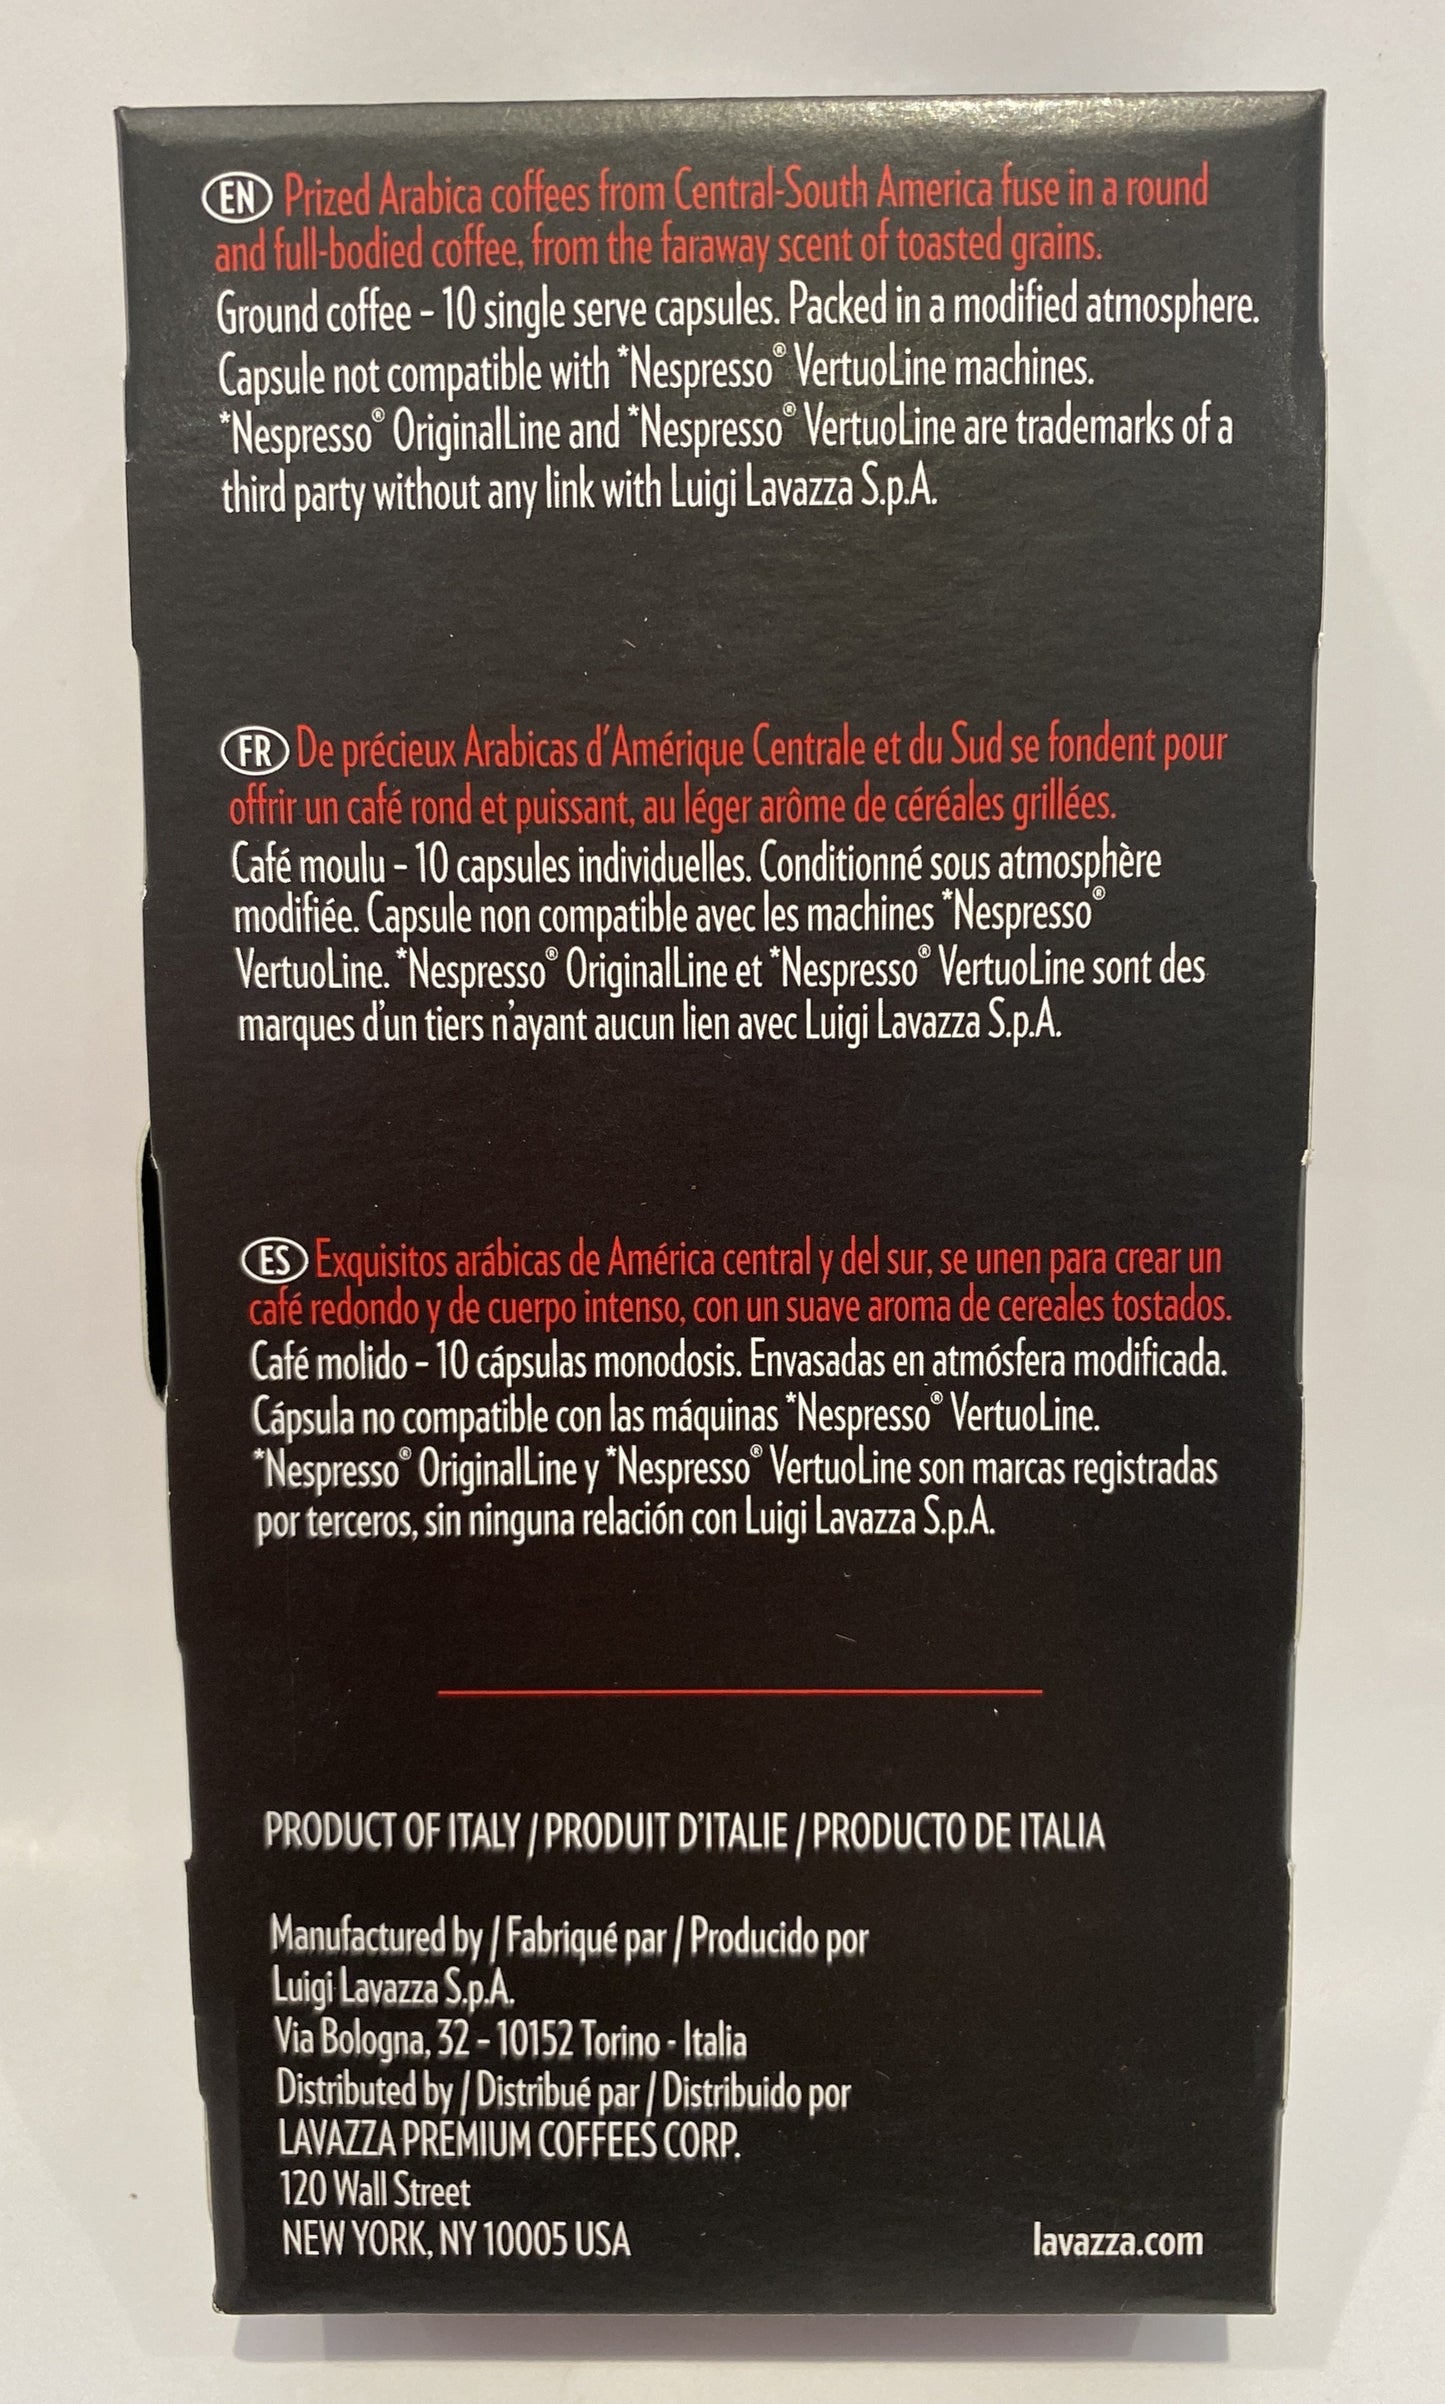 EN Prized Arabica coffees from Central-South America fuse in a round
and full-bodied coffee, from the faraway scent of toasted grains.
Ground coffee – 10 single serve capsules. Packed in a modified atmosphere.
Capsule not compatible with *Nespresso® VertuoLine machines.
*Nespresso® OriginalLine and *Nespresso® VertuoLine are trademarks of a
third party without any link with Luigi Lavazza S.p.A.
FR De précieux Arabicas d'Amérique Centrale et du Sud se fondent pour
offrir un café rond et puissant, au léger arôme de céréales grillées.
Café moulu – 10 capsules individuelles. Conditionné sous atmosphère
modifiée. Capsule non compatible avec les machines *Nespresso®
VertuoLine. *Nespresso® OriginalLine et *Nespresso® VertuoLine sont des
marques d'un tiers n'ayant aucun lien avec Luigi Lavazza S.p.A.
ES Exquisitos arábicas de América central y del sur, se unen para crear un
café redondo y de cuerpo intenso, con un suave aroma de cereales tostados.
Café molido – 10 cápsulas monodosis. Envasadas en atmósfera modificada.
Cápsula no compatible con las máquinas *Nespresso® VertuoLine.
*Nespresso® OriginalLine y *Nespresso® VertuoLine son marcas registradas
por terceros, sin ninguna relación con Luigi Lavazza S.p.A.
PRODUCT OF ITALY / PRODUIT D'ITALIE / PRODUCTO DE ITALIA
Manufactured by / Fabriqué par / Producido por
Luigi Lavazza S.p.A.
Via Bologna, 32 – 10152 Torino - Italia
Distributed by / Distribué par / Distribuido por
LAVAZZA PREMIUM COFFEES CORP.
120 Wall Street
NEW YORK, NY 10005 USA
lavazza.com